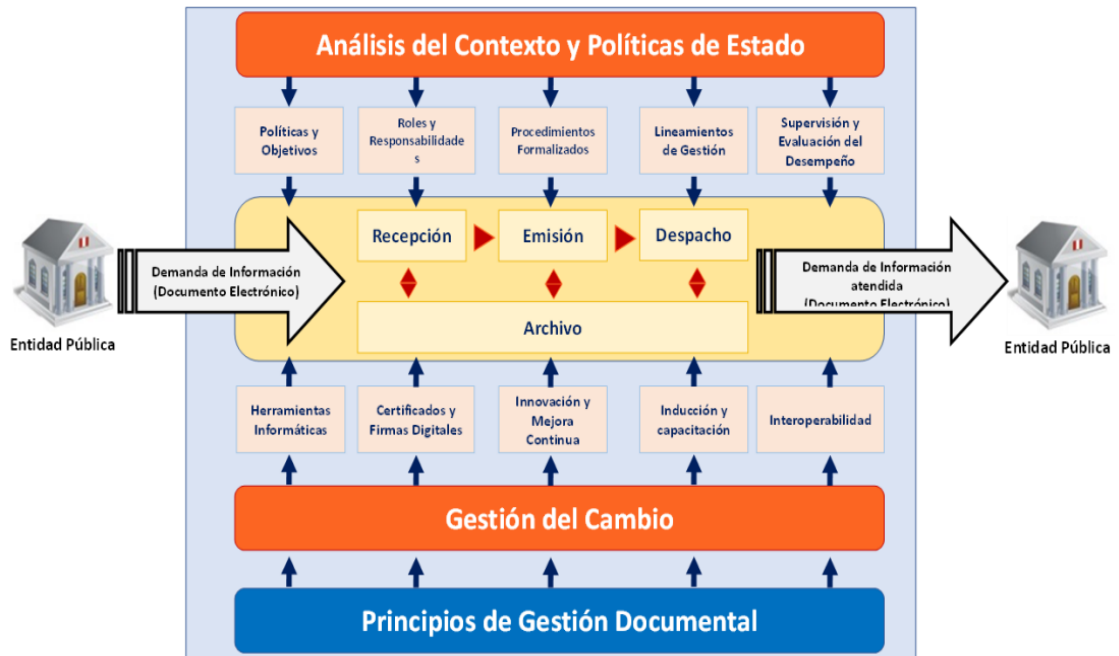 Análisis del Contexto y Políticas de Estado
Políticas y
Objetivos
Roles y
Responsabilidade
s
Procedimientos
Formalizados
Lineamientos
de Gestión
Supervisión y
Evaluación del
Desempeño
Demanda de Información
(Documento Electrónico)
Entidad Pública
Recepción
Emisión
Despacho
Archivo
Demanda de Información
atendida
(Documento Electrónico)
Entidad Pública
Herramientas
Informáticas
Certificados y
Firmas Digitales
Innovación y
Mejora
Continua
Inducción y
capacitación
Interoperabilidad
Gestión del Cambio
Principios de Gestión Documental